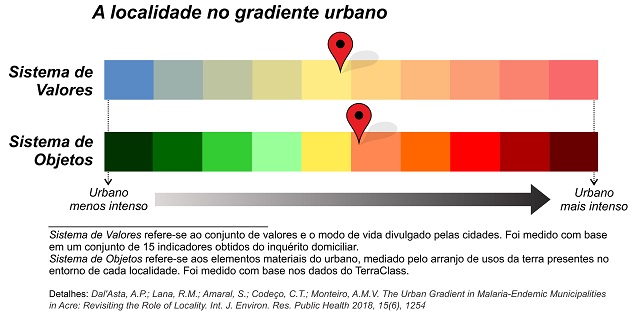 A localidade no gradiente urbano
Sistema de
Valores
Sistema de
Objetos
Urbano
menos intenso
Urbano
mais intenso
Sistema de Valores refere-se ao conjunto de valores e o modo de vida divulgado pelas cidades. Foi medido com base
em um conjunto de 15 indicadores obtidos do inquérito domiciliar.
Sistema de Objetos refere-se aos elementos materiais do urbano, mediado pelo arranjo de usos da terra presentes no
entorno de cada localidade. Foi medido com base nos dados do TerraClass.
Detalhes: Dal'Asta, A.P.; Lana, R.M.; Amaral, S.; Codeço, C.T.; Monteiro, A.M.V. The Urban Gradient in Malaria-Endemic Municipalities
in Acre: Revisiting the Role of Locality. Int. J. Environ. Res. Public Health 2018, 15(6), 1254